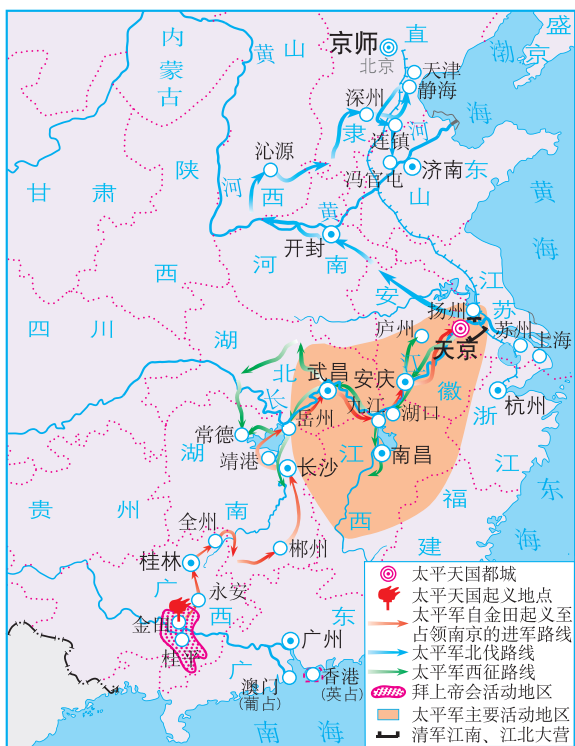 盛京
直隶
京师
北京
内蒙古
黄
山西
渤海
天津
静海
深州
连镇
河
沁源
冯官屯
济南
山东
甘肃
陕西
河
黄
黄海
开封
河南
安徽
江苏
扬州
四川
湖北
庐州
天京
苏州
上海
武昌
安庆
江
长
九江
湖口
杭州
浙江
岳州
常德
靖港
长沙
南昌
湖南
江西
贵州
福建
东海
全州
郴州
桂林
永安
广西
金田
桂平
广东
广州
澳门
(葡占)
香港
(英占)
南海
太平天国都城
太平天国起义地点
太平军自金田起义至
占领南京的进军路线
太平军北伐路线
太平军西征路线
拜上帝会活动地区
太平军主要活动地区
清军江南、江北大营